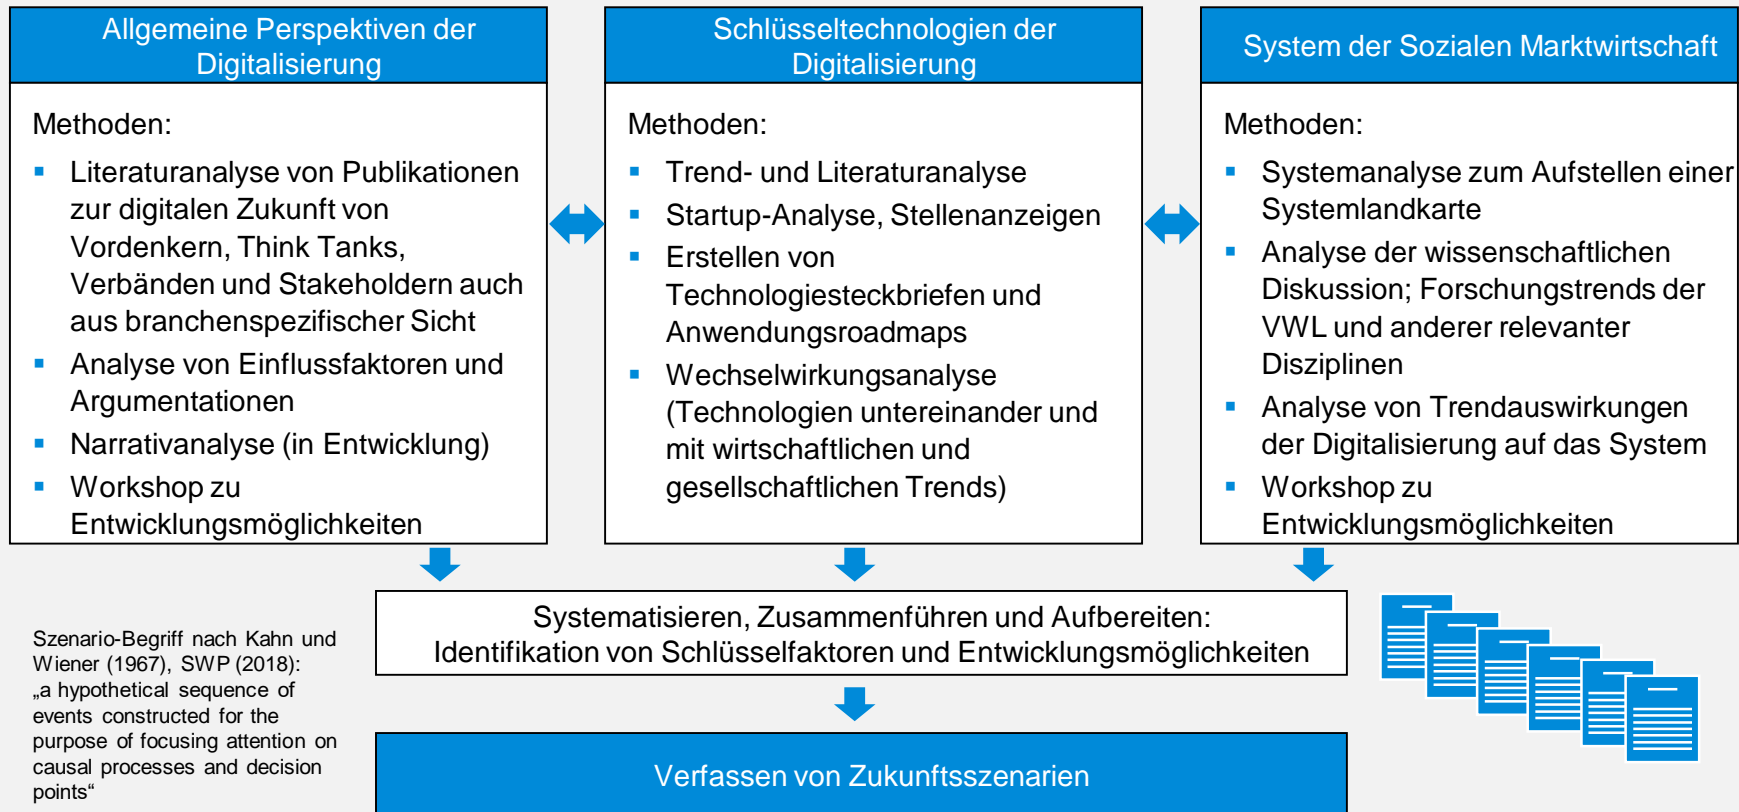 Allgemeine Perspektiven der
Digitalisierung
Methoden:
▪ Literaturanalyse von Publikationen
zur digitalen Zukunft von
Vordenkern, Think Tanks,
Verbänden und Stakeholdern auch
aus branchenspezifischer Sicht
▪ Analyse von Einflussfaktoren und
Argumentationen
▪ Narrativanalyse (in Entwicklung)
▪ Workshop zu
Entwicklungsmöglichkeiten
Schlüsseltechnologien der
Digitalisierung
Methoden:
▪ Trend- und Literaturanalyse
▪ Startup-Analyse, Stellenanzeigen
▪ Erstellen von
Technologiesteckbriefen und
Anwendungsroadmaps
▪ Wechselwirkungsanalyse
(Technologien untereinander und
mit wirtschaftlichen und
gesellschaftlichen Trends)
System der Sozialen Marktwirtschaft
Methoden:
▪ Systemanalyse zum Aufstellen einer
Systemlandkarte
▪ Analyse der wissenschaftlichen
Diskussion; Forschungstrends der
VWL und anderer relevanter
Disziplinen
▪ Analyse von Trendauswirkungen
der Digitalisierung auf das System
▪ Workshop zu
Entwicklungsmöglichkeiten
Systematisieren, Zusammenführen und Aufbereiten:
Identifikation von Schlüsselfaktoren und Entwicklungsmöglichkeiten
Szenario-Begriff nach Kahn und
Wiener (1967), SWP (2018):
„a hypothetical sequence of
events constructed for the
purpose of focusing attention on
causal processes and decision
points“
Verfassen von Zukunftsszenarien